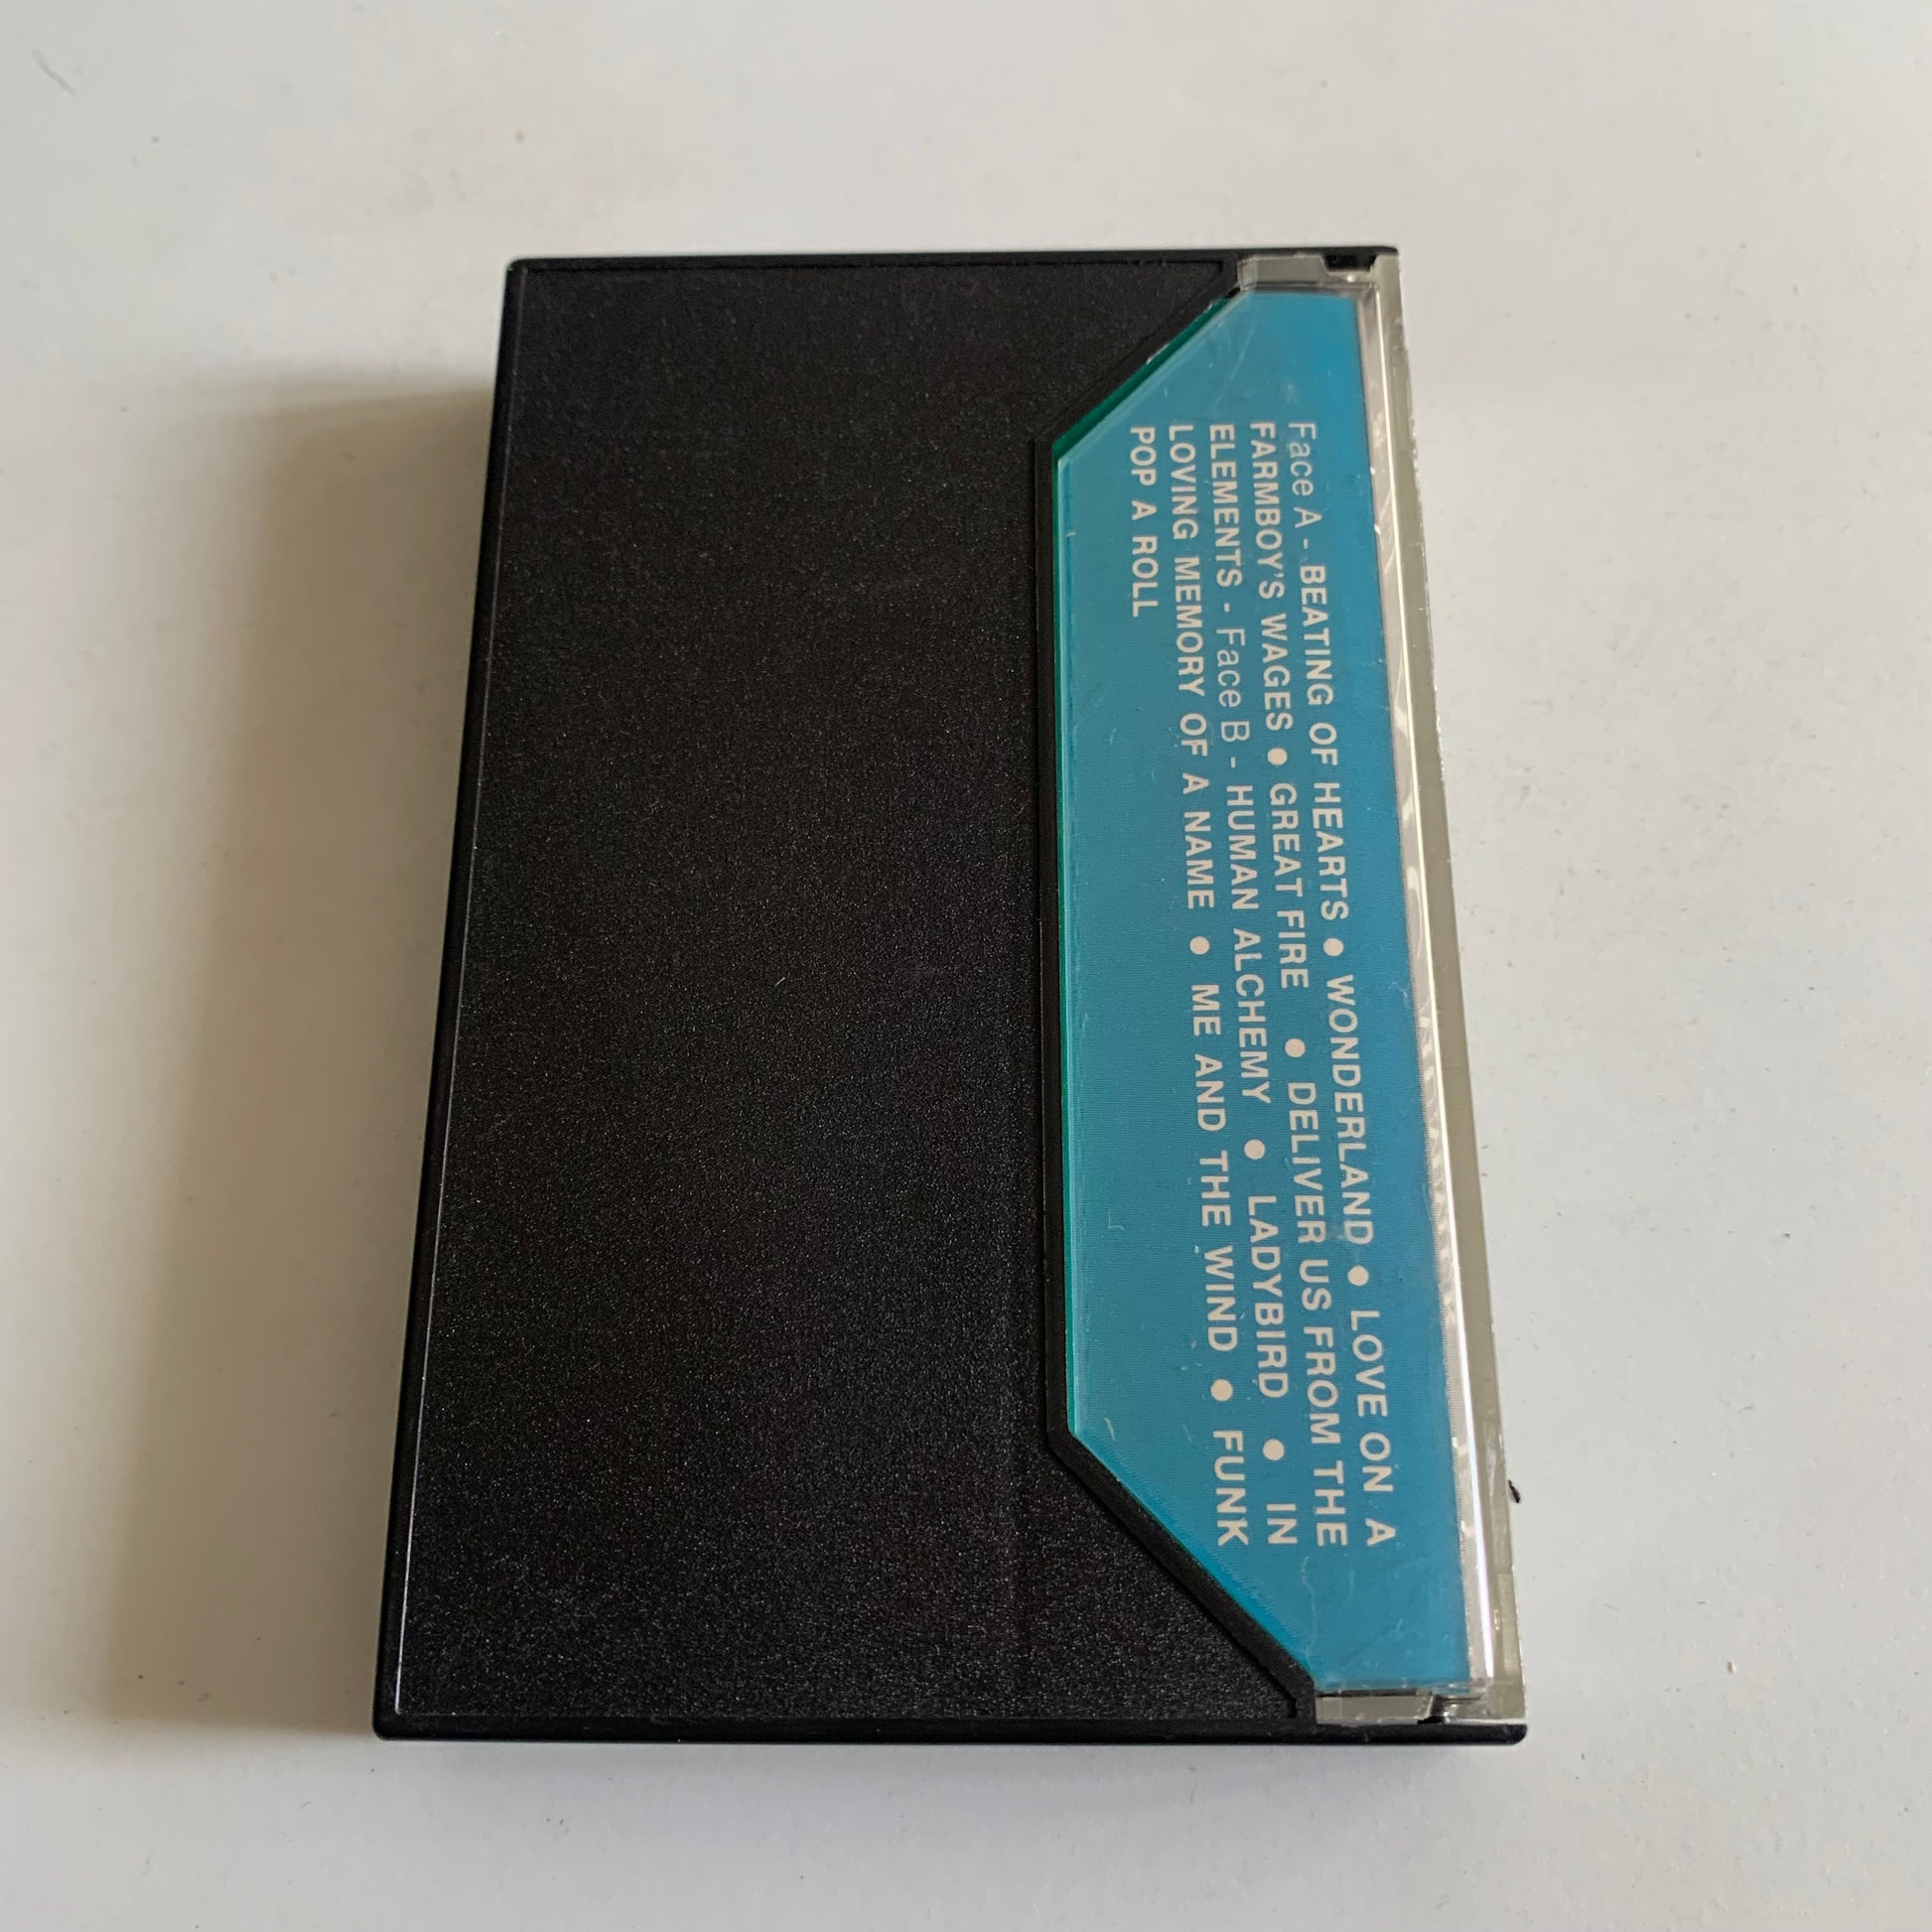 Face A - BEATING OF HEARTS ● WONDERLAND ● LOVE ON A
FARMBOY'S WAGES ● GREAT FIRE ● DELIVER US FROM THE
ELEMENTS - Face B - HUMAN ALCHEMY ● LADYBIRD ● IN
LOVING MEMORY OF A NAME ● ME AND THE WIND ● FUNK
POP A ROLL